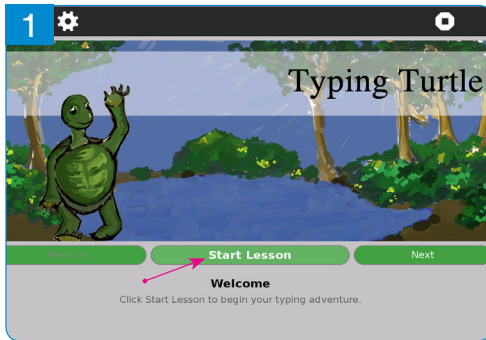 1
Typing Turtle
Start Lesson
Next
Welcome
Click Start Lesson to begin your typing adventure.